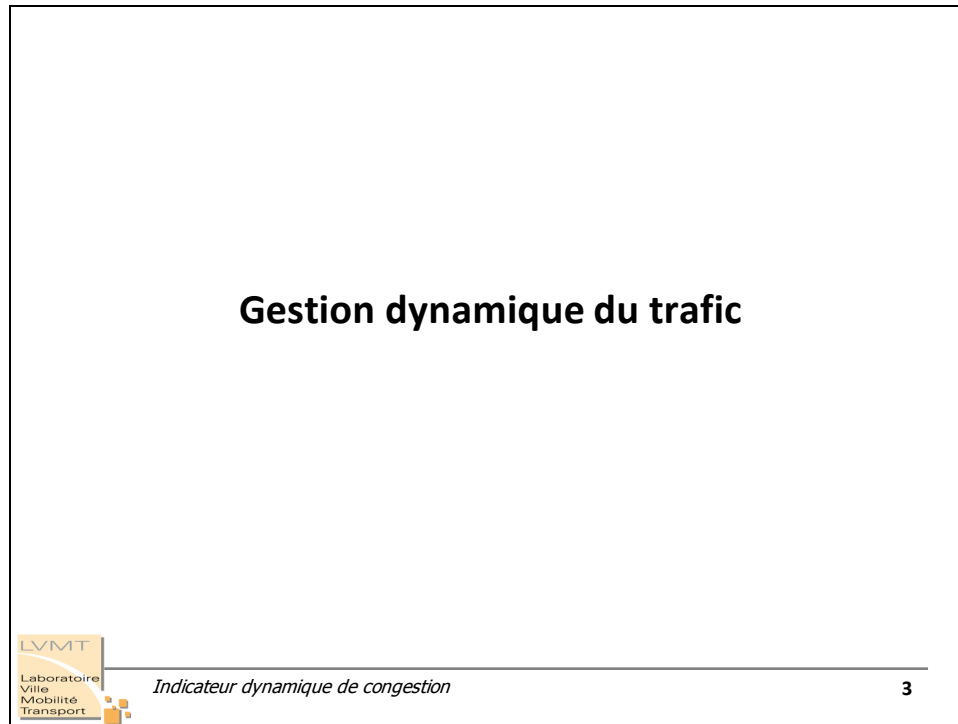 Gestion dynamique du trafic
LVMT
Laboratoire
Ville
Mobilité
Transport
Indicateur dynamique de congestion
3